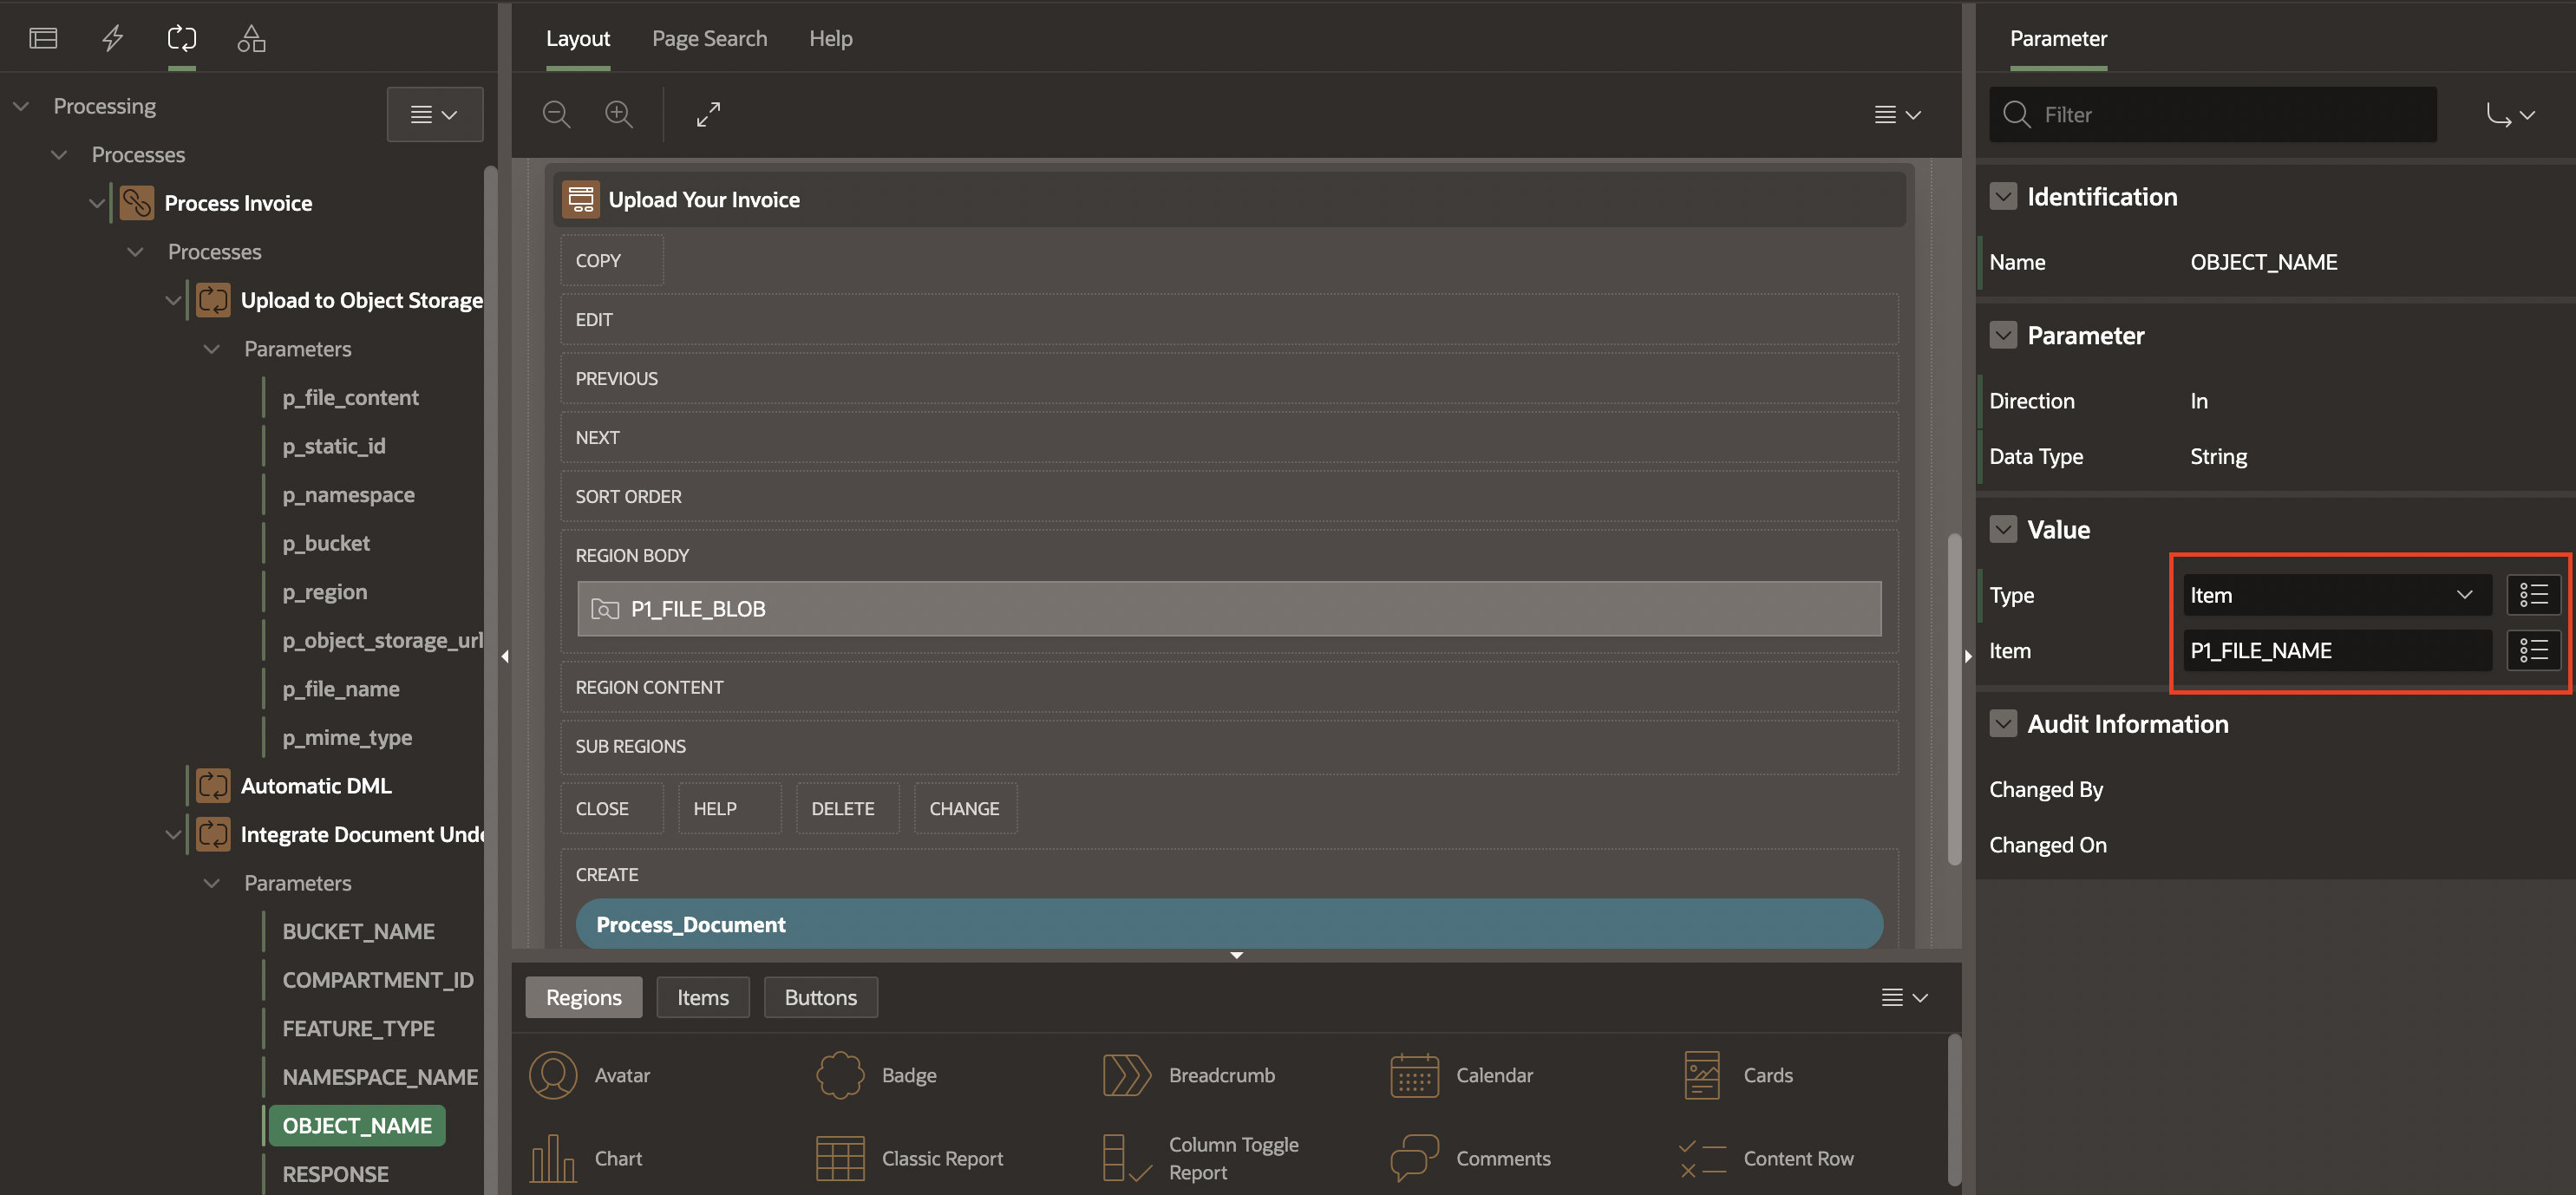 Processing
Processes
Process Invoice
Processes
Upload to Object Storage
Parameters
p_file_content
p_static_id
p_namespace
p_bucket
p_region
p_object_storage_url
p_file_name
p_mime_type
Automatic DML
Integrate Document Unde
Parameters
BUCKET_NAME
COMPARTMENT_ID
FEATURE_TYPE
NAMESPACE_NAME
OBJECT_NAME
RESPONSE
Layout Page Search Help
Upload Your Invoice
COPY
EDIT
PREVIOUS
NEXT
SORT ORDER
REGION BODY
P1_FILE_BLOB
REGION CONTENT
SUB REGIONS
CLOSE HELP DELETE CHANGE
CREATE
Process_Document
Regions Items Buttons
Avatar Badge Breadcrumb Calendar Cards
Chart Classic Report Column Toggle Report Comments Content Row
Parameter
Filter
Identification
Name OBJECT_NAME
Parameter
Direction In
Data Type String
Value
Type Item
Item P1_FILE_NAME
Audit Information
Changed By
Changed On